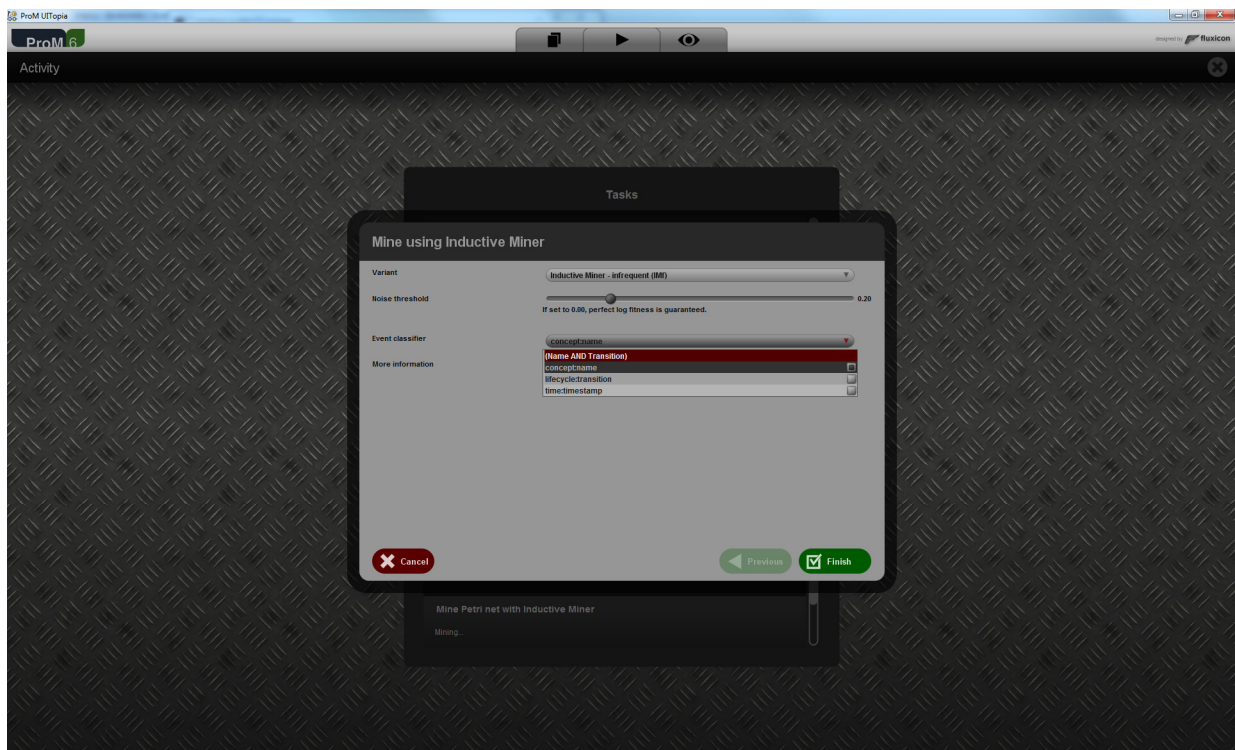 ProM UITopia
ProM 6
designed by fluxicon
Activity
Tasks
Mine using Inductive Miner
Variant
Inductive Miner - infrequent (IMf)
Noise threshold
0.20
If set to 0.00, perfect log fitness is guaranteed.
Event classifier
concept:name
More information
(Name AND Transition)
concept:name
lifecycle:transition
time:timestamp
Cancel
Previous
Finish
Mine Petri net with Inductive Miner
Mining...